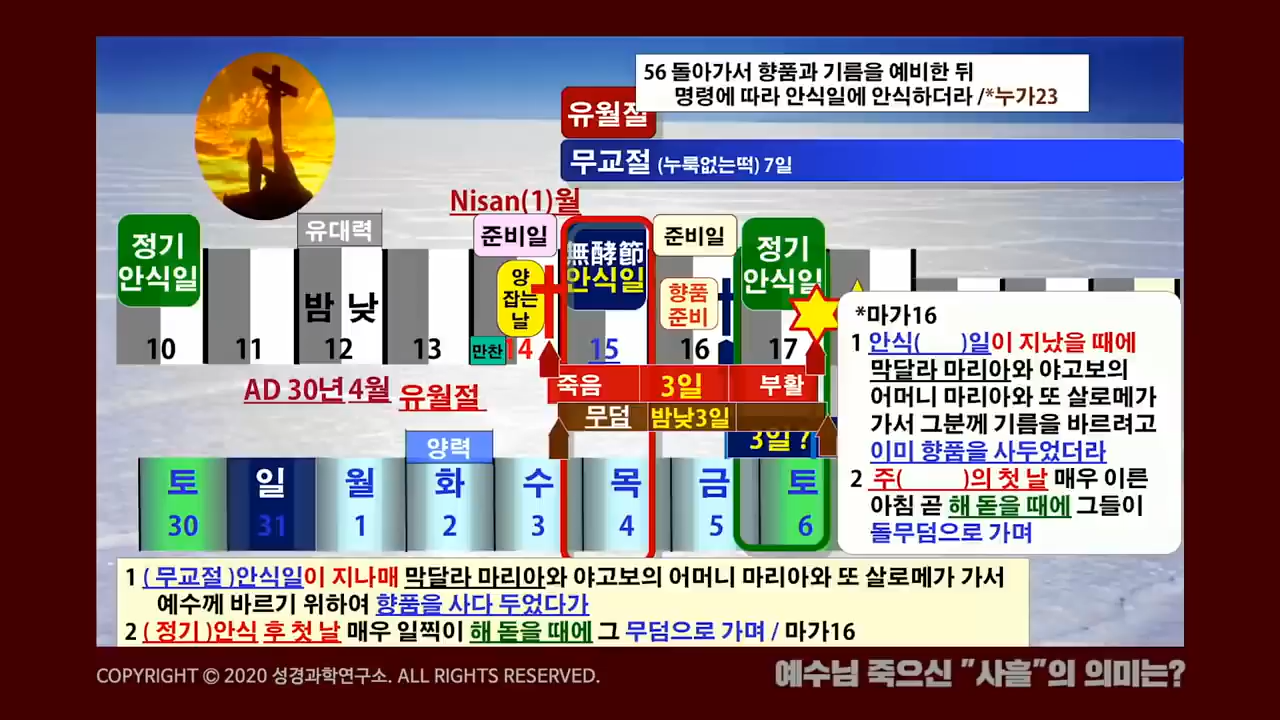 56 돌아가서 향품과 기름을 예비한 뒤
명령에 따라 안식일에 안식하더라 /*누가23
유월절
무교절 (누룩없는떡) 7일
Nisan(1)월
정기
안식일
유대력
준비일
無酵節
안식일
준비일
정기
안식일
양
잡는
날
향품
준비
밤 낮
10 11 12 13 만찬 14 15 16 17
AD 30년 4월 유월절
죽음 3일 부활
무덤 밤낮3일
3일 ?
양력
토 일 월 화 수 목 금 토
30 31 1 2 3 4 5 6
*마가16
1 안식( )일이 지났을 때에
막달라 마리아와 야고보의
어머니 마리아와 또 살로메가
가서 그분께 기름을 바르려고
이미 향품을 사두었더라
2 주( )의 첫 날 매우 이른
아침 곧 해 돋을 때에 그들이
돌무덤으로 가며
1 ( 무교절 )안식일이 지나매 막달라 마리아와 야고보의 어머니 마리아와 또 살로메가 가서
예수께 바르기 위하여 향품을 사다 두었다가
2 ( 정기 )안식 후 첫 날 매우 일찍이 해 돋을 때에 그 무덤으로 가며 / 마가16
COPYRIGHT © 2020 성경과학연구소. ALL RIGHTS RESERVED.
예수님 죽으신 "사흘"의 의미는?